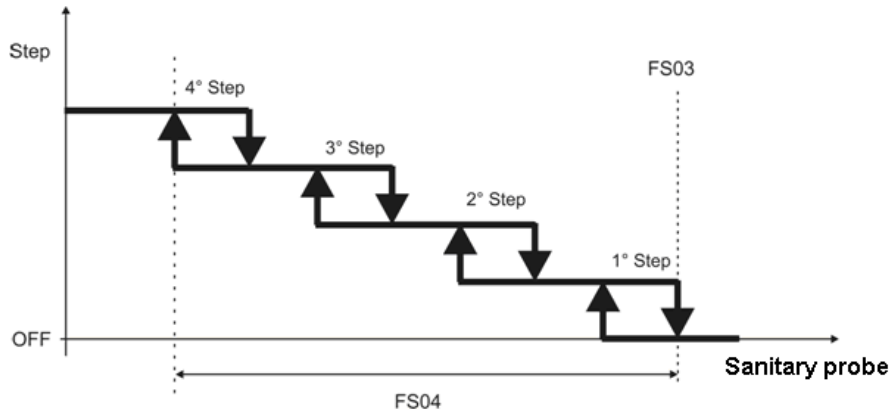 Step
4° Step
FS03
3° Step
2° Step
1° Step
OFF
Sanitary probe
FS04